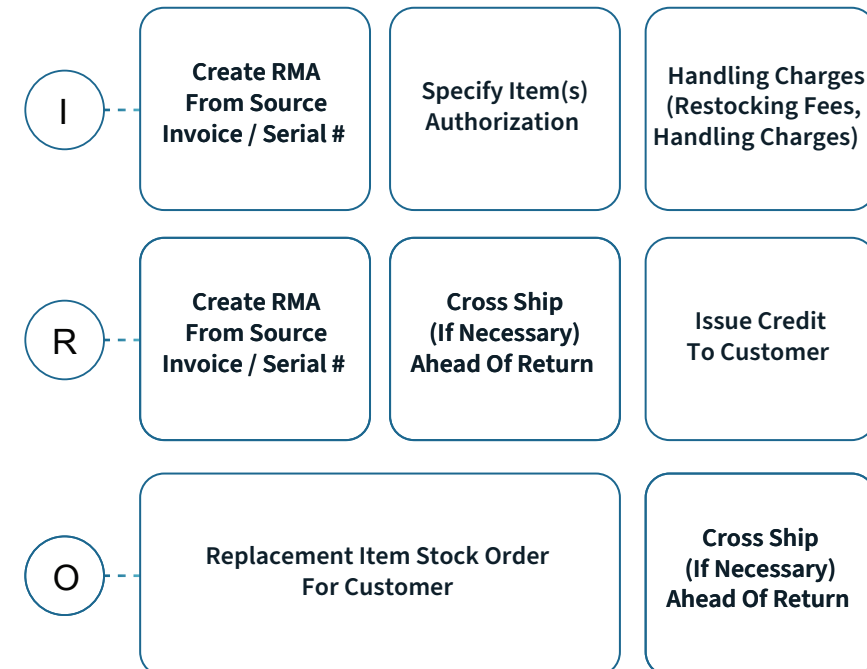 I
Create RMA
From Source
Invoice / Serial #
Specify Item(s)
Authorization
Handling Charges
(Restocking Fees,
Handling Charges)
R
Create RMA
From Source
Invoice / Serial #
Cross Ship
(If Necessary)
Ahead Of Return
Issue Credit
To Customer
O
Replacement Item Stock Order
For Customer
Cross Ship
(If Necessary)
Ahead Of Return